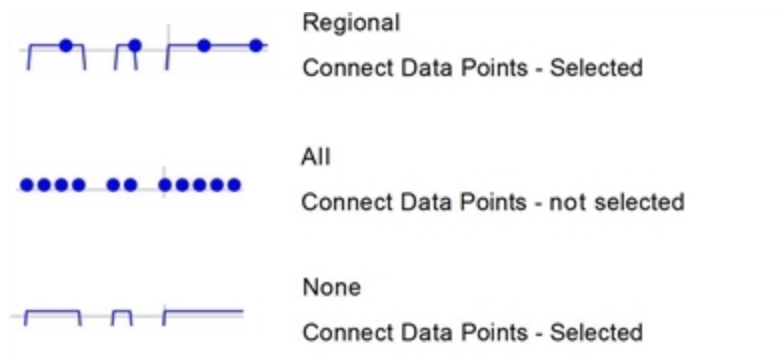 Regional
Connect Data Points - Selected
All
Connect Data Points - not selected
None
Connect Data Points - Selected